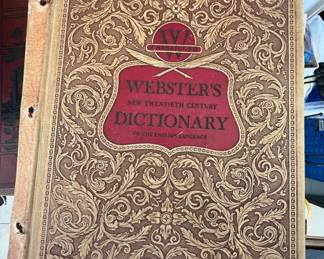 W
WEBSTER'S
NEW TWENTIETH CENTURY
DICTIONARY
OF THE ENGLISH LANGUAGE